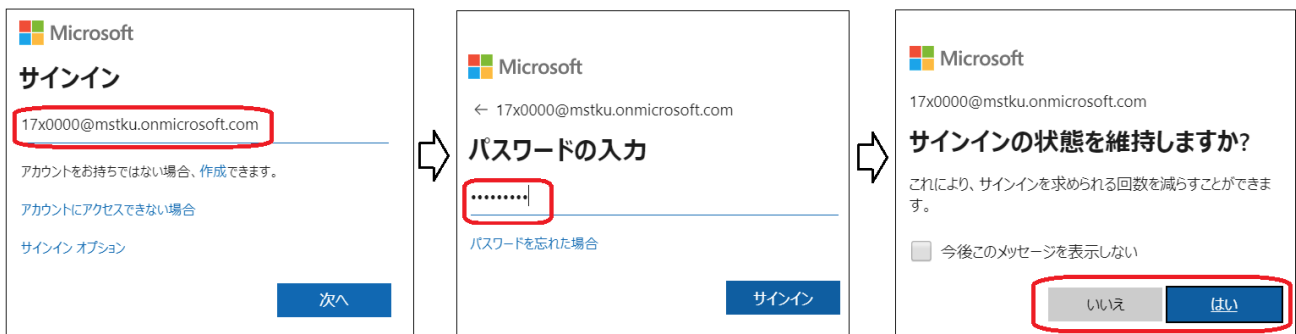 Microsoft
サインイン
17x0000@mstku.onmicrosoft.com
アカウントをお持ちではない場合、作成できます。
アカウントにアクセスできない場合
サインイン オプション
次へ
Microsoft
← 17x0000@mstku.onmicrosoft.com
パスワードの入力
•••••••••
パスワードを忘れた場合
サインイン
Microsoft
17x0000@mstku.onmicrosoft.com
サインインの状態を維持しますか?
これにより、サインインを求められる回数を減らすことができま
す。
今後このメッセージを表示しない
いいえ
はい